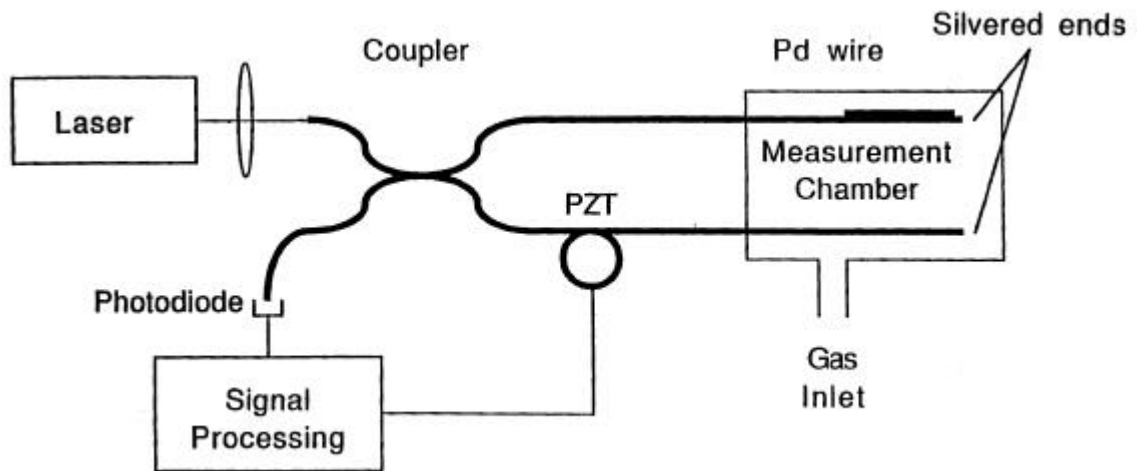 Silvered ends
Coupler
Pd wire
Laser
Measurement
Chamber
PZT
Photodiode
Gas
Inlet
Signal
Processing